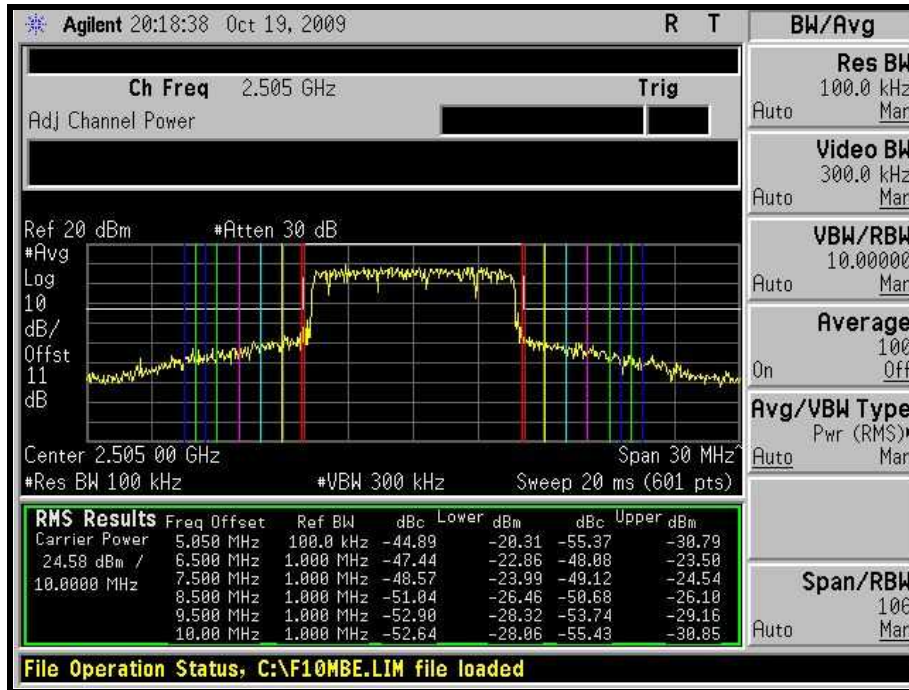 Agilent 20:18:38 Oct 19, 2009 R T
Ch Freq 2.505 GHz Trig
Adj Channel Power
Ref 20 dBm #Atten 30 dB
#Avg
Log
10
dB/
Offst
11
dB
Center 2.505 00 GHz Span 30 MHz^
#Res BW 100 kHz #VBW 300 kHz Sweep 20 ms (601 pts)
RMS Results Freq Offset Ref BW dBc Lower dBm dBc Upper dBm
Carrier Power 5.050 MHz 100.0 kHz -44.89 -20.31 -55.37 -30.79
24.58 dBm / 6.500 MHz 1.000 MHz -47.44 -22.86 -48.08 -23.50
10.0000 MHz 7.500 MHz 1.000 MHz -48.57 -23.99 -49.12 -24.54
8.500 MHz 1.000 MHz -51.04 -26.46 -50.68 -26.10
9.500 MHz 1.000 MHz -52.90 -28.32 -53.74 -29.16
10.00 MHz 1.000 MHz -52.64 -28.06 -55.43 -30.85
File Operation Status, C:\F10MBE.LIM file loaded
BW/Avg
Res BW
100.0 kHz
Auto Man
Video BW
300.0 kHz
Auto Man
VBW/RBW
10.00000
Auto Man
Average
100
On Off
Avg/VBW Type
Pwr (RMS)
Auto Man
Span/RBW
106
Auto Man